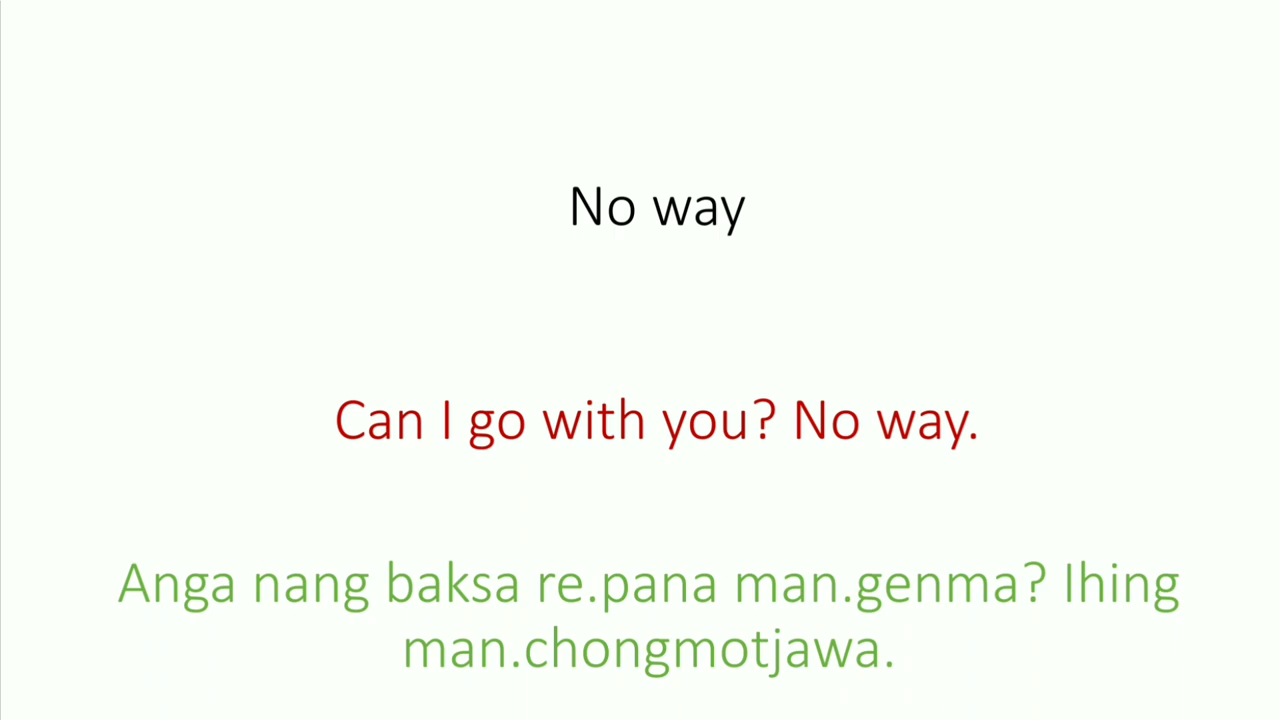 No way
Can I go with you? No way.
Anga nang baksa re.pana man.genma? Ihing
man.chongmotjawa.